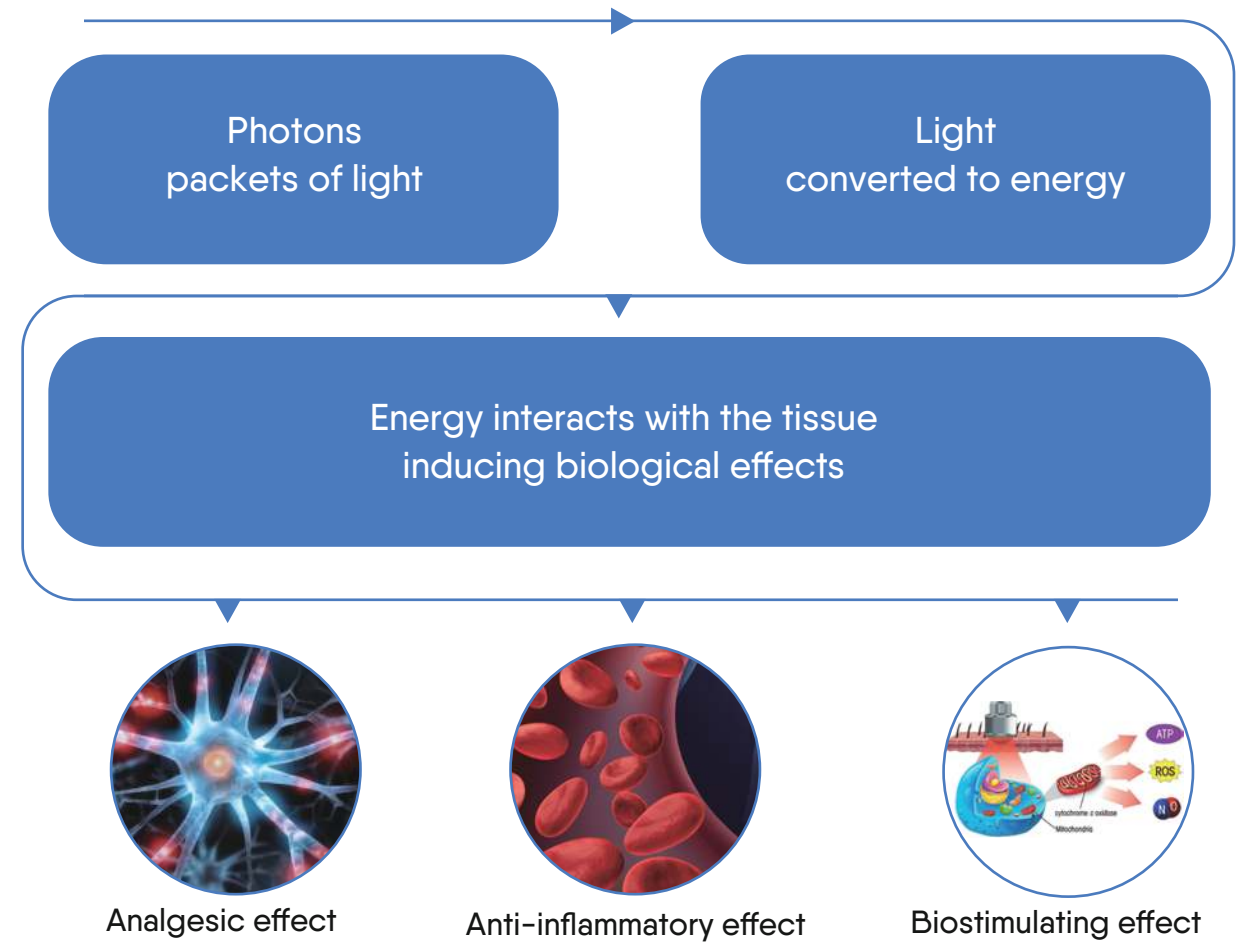 Photons
packets of light
Light
converted to energy
Energy interacts with the tissue
inducing biological effects
ATP
ROS
N O
cytochrome c oxidase
Mitochondria
Analgesic effect
Anti-inflammatory effect
Biostimulating effect